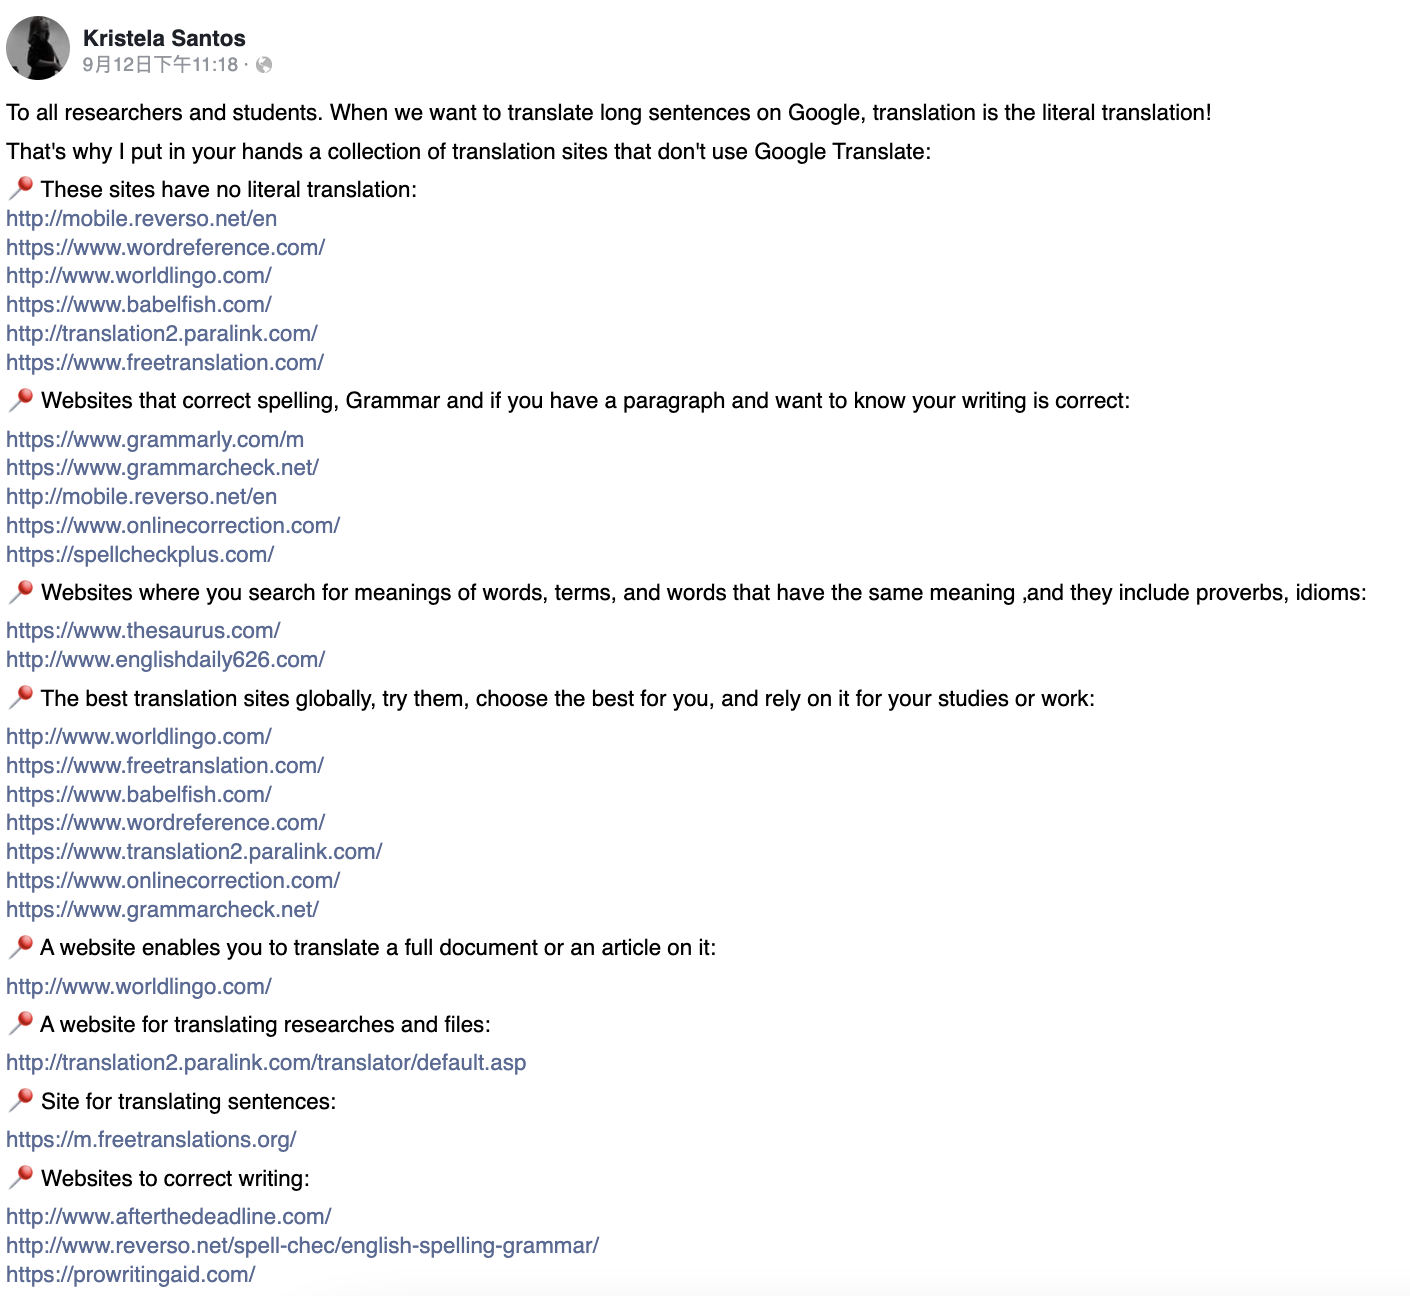 Kristela Santos
9月12日下午11:18 ·
To all researchers and students. When we want to translate long sentences on Google, translation is the literal translation!
That's why I put in your hands a collection of translation sites that don't use Google Translate:
📍 These sites have no literal translation:
http://mobile.reverso.net/en
https://www.wordreference.com/
http://www.worldlingo.com/
https://www.babelfish.com/
http://translation2.paralink.com/
https://www.freetranslation.com/
📍 Websites that correct spelling, Grammar and if you have a paragraph and want to know your writing is correct:
https://www.grammarly.com/m
https://www.grammarcheck.net/
http://mobile.reverso.net/en
https://www.onlinecorrection.com/
https://spellcheckplus.com/
📍 Websites where you search for meanings of words, terms, and words that have the same meaning ,and they include proverbs, idioms:
https://www.thesaurus.com/
http://www.englishdaily626.com/
📍 The best translation sites globally, try them, choose the best for you, and rely on it for your studies or work:
http://www.worldlingo.com/
https://www.freetranslation.com/
https://www.babelfish.com/
https://www.wordreference.com/
https://www.translation2.paralink.com/
https://www.onlinecorrection.com/
https://www.grammarcheck.net/
📍 A website enables you to translate a full document or an article on it:
http://www.worldlingo.com/
📍 A website for translating researches and files:
http://translation2.paralink.com/translator/default.asp
📍 Site for translating sentences:
https://m.freetranslations.org/
📍 Websites to correct writing:
http://www.afterthedeadline.com/
http://www.reverso.net/spell-chec/english-spelling-grammar/
https://prowritingaid.com/